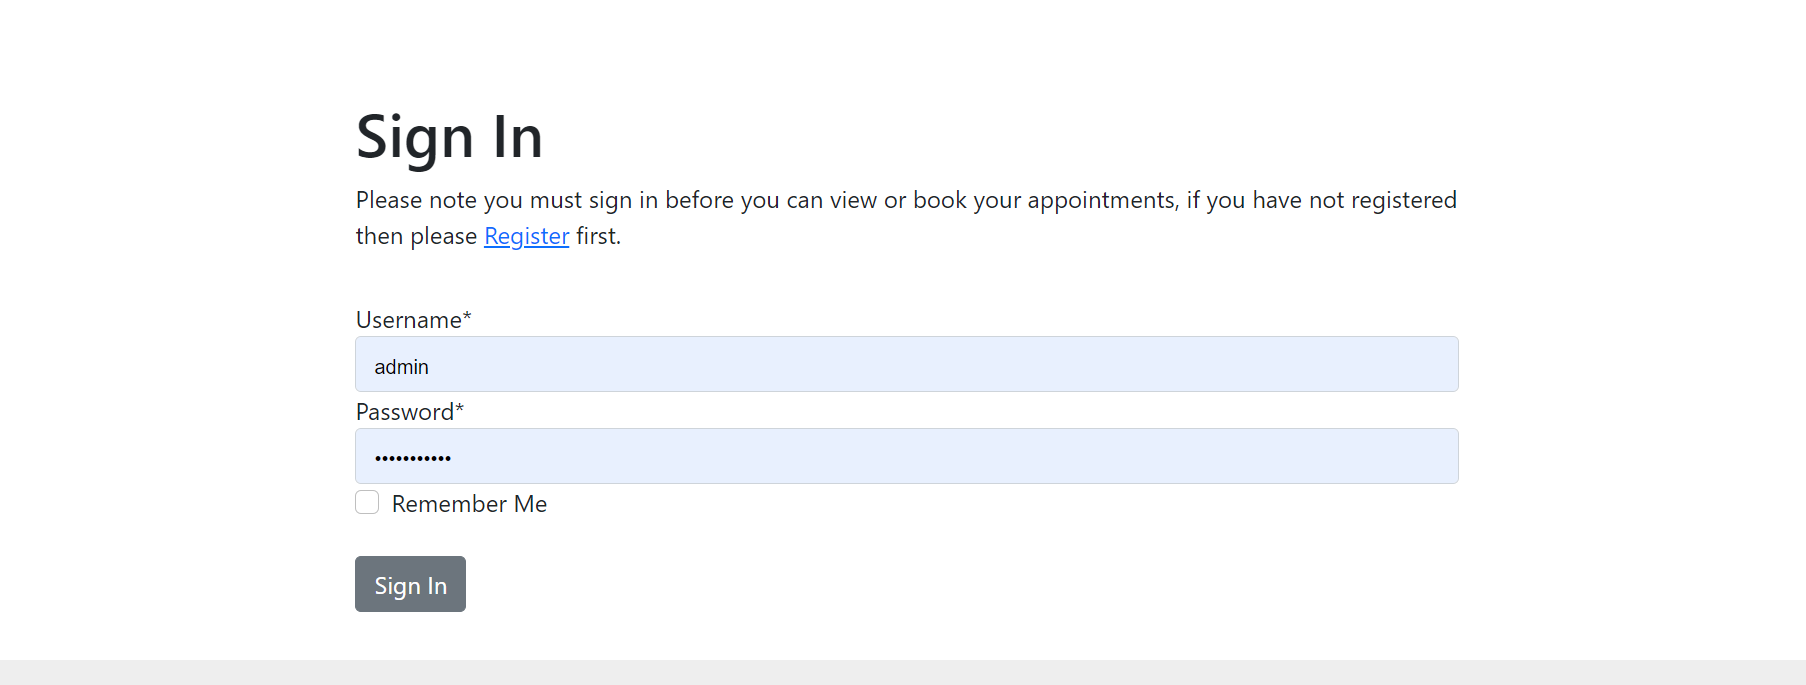 Sign In
Please note you must sign in before you can view or book your appointments, if you have not registered
then please Register first.
Username*
admin
Password*
•••••••••••
Remember Me
Sign In